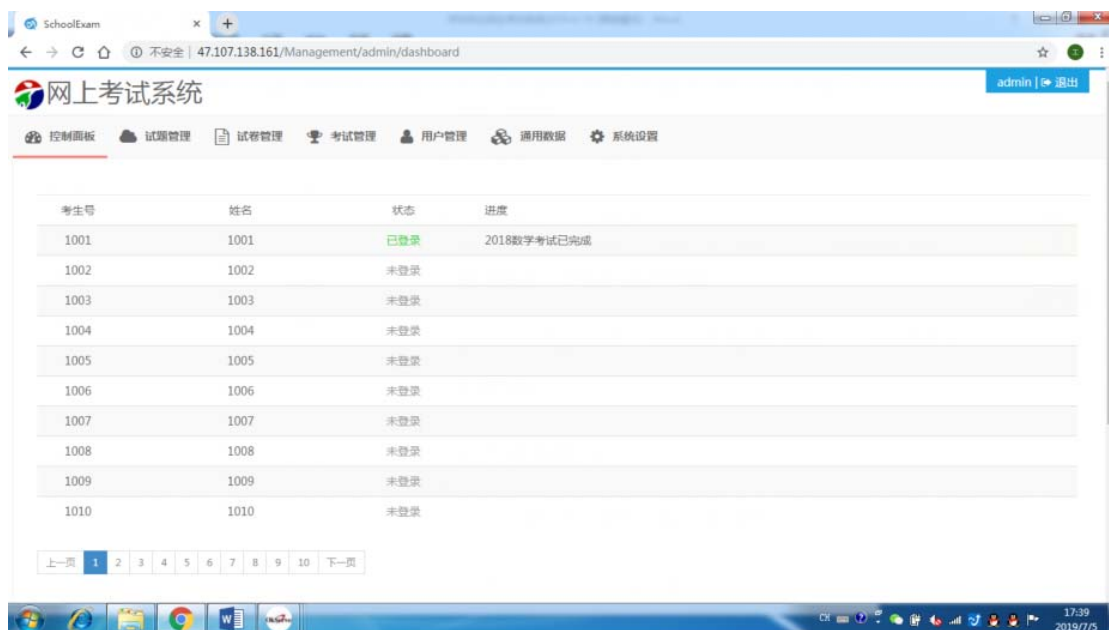 SchoolExam
不安全 | 47.107.138.161/Management/admin/dashboard
网上考试系统
admin | 退出
控制面板 试题管理 试卷管理 考试管理 用户管理 通用数据 系统设置
考生号 姓名 状态 进度
1001 1001 已登录 2018数学考试已完成
1002 1002 未登录
1003 1003 未登录
1004 1004 未登录
1005 1005 未登录
1006 1006 未登录
1007 1007 未登录
1008 1008 未登录
1009 1009 未登录
1010 1010 未登录
上一页 1 2 3 4 5 6 7 8 9 10 下一页
CH
17:39
2019/7/5